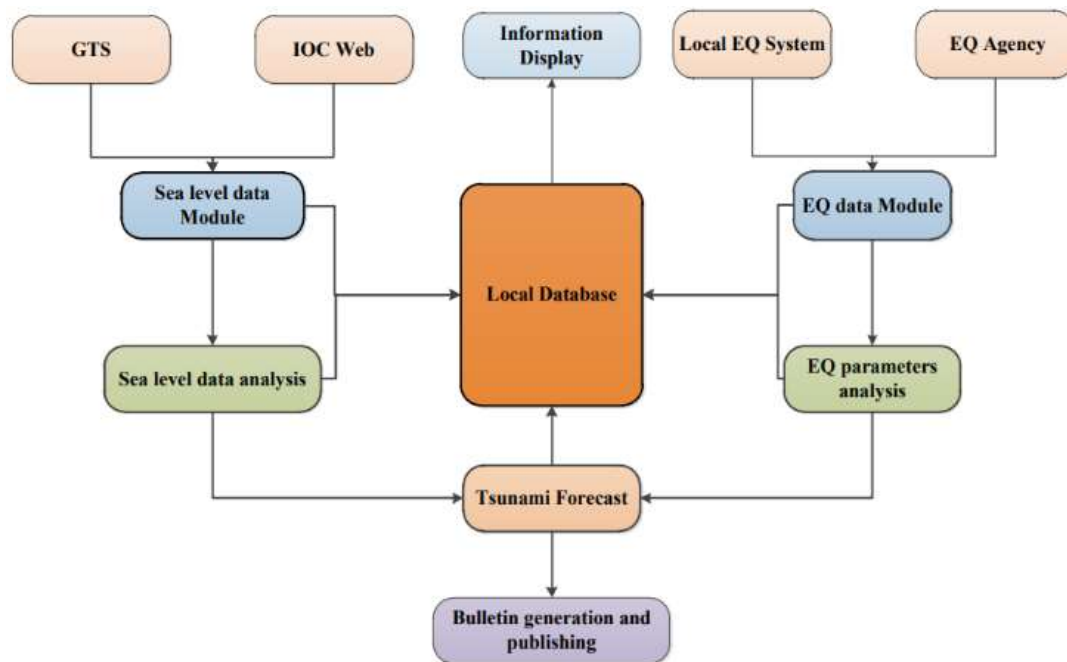 GTS
IOC Web
Information
Display
Local EQ System
EQ Agency
Sea level data
Module
EQ data Module
Local Database
Sea level data analysis
EQ parameters
analysis
Tsunami Forecast
Bulletin generation and
publishing